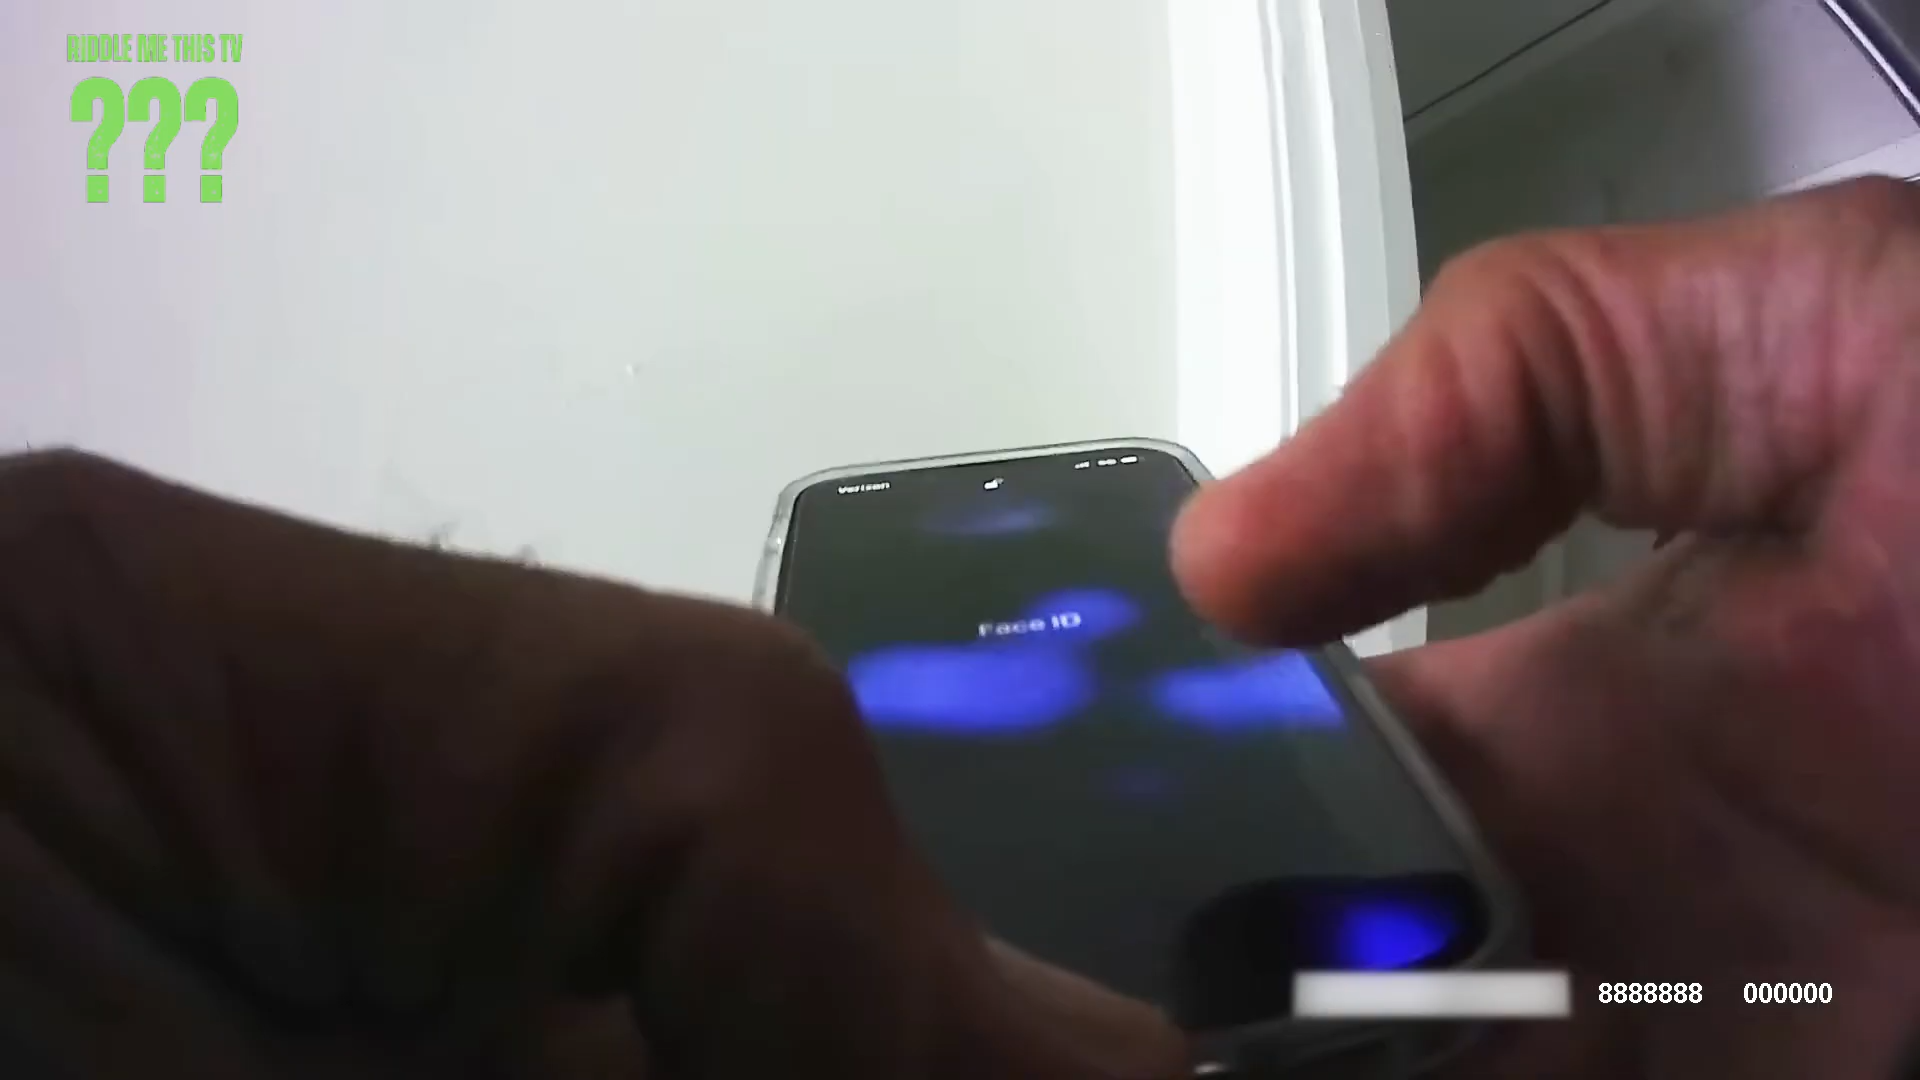 RIDDLE ME THIS TV
???
Verizon
Face ID
8888888 000000